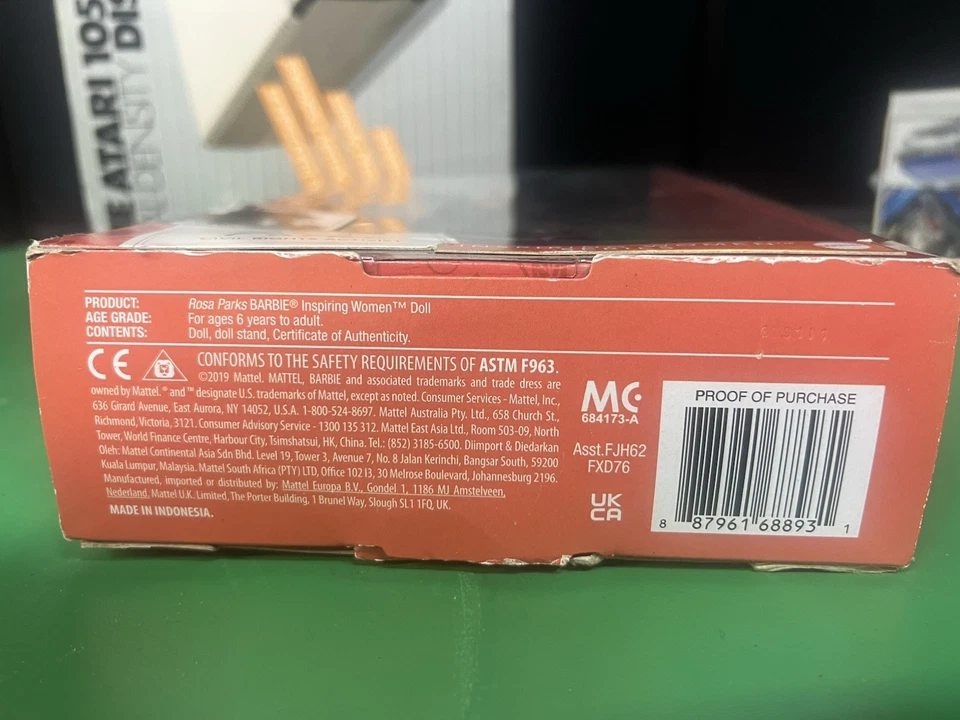 ATARI 105
DENSITY DIS
PRODUCT: Rosa Parks BARBIE® Inspiring Women™ Doll
AGE GRADE: For ages 6 years to adult.
CONTENTS: Doll, doll stand, Certificate of Authenticity.
CE CONFORMS TO THE SAFETY REQUIREMENTS OF ASTM F963.
©2019 Mattel. MATTEL, BARBIE and associated trademarks and trade dress are
owned by Mattel. ® and ™ designate U.S. trademarks of Mattel, except as noted. Consumer Services - Mattel, Inc.,
636 Girard Avenue, East Aurora, NY 14052, U.S.A. 1-800-524-8697. Mattel Australia Pty. Ltd., 658 Church St.,
Richmond, Victoria, 3121. Consumer Advisory Service - 1300 135 312. Mattel East Asia Ltd., Room 503-09, North
Tower, World Finance Centre, Harbour City, Tsimshatsui, HK, China. Tel.: (852) 3185-6500. Diimport & Diedarkan
Oleh: Mattel Continental Asia Sdn Bhd. Level 19, Tower 3, Avenue 7, No. 8 Jalan Kerinchi, Bangsar South, 59200
Kuala Lumpur, Malaysia. Mattel South Africa (PTY) LTD, Office 102 I3, 30 Melrose Boulevard, Johannesburg 2196.
Manufactured, imported or distributed by: Mattel Europa B.V., Gondel 1, 1186 MJ Amstelveen,
Nederland. Mattel U.K. Limited, The Porter Building, 1 Brunel Way, Slough SL1 1FQ, UK.
MADE IN INDONESIA.
MC
684173-A
Asst.FJH62
FXD76
UK
CA
PROOF OF PURCHASE
8 87961 68893 1